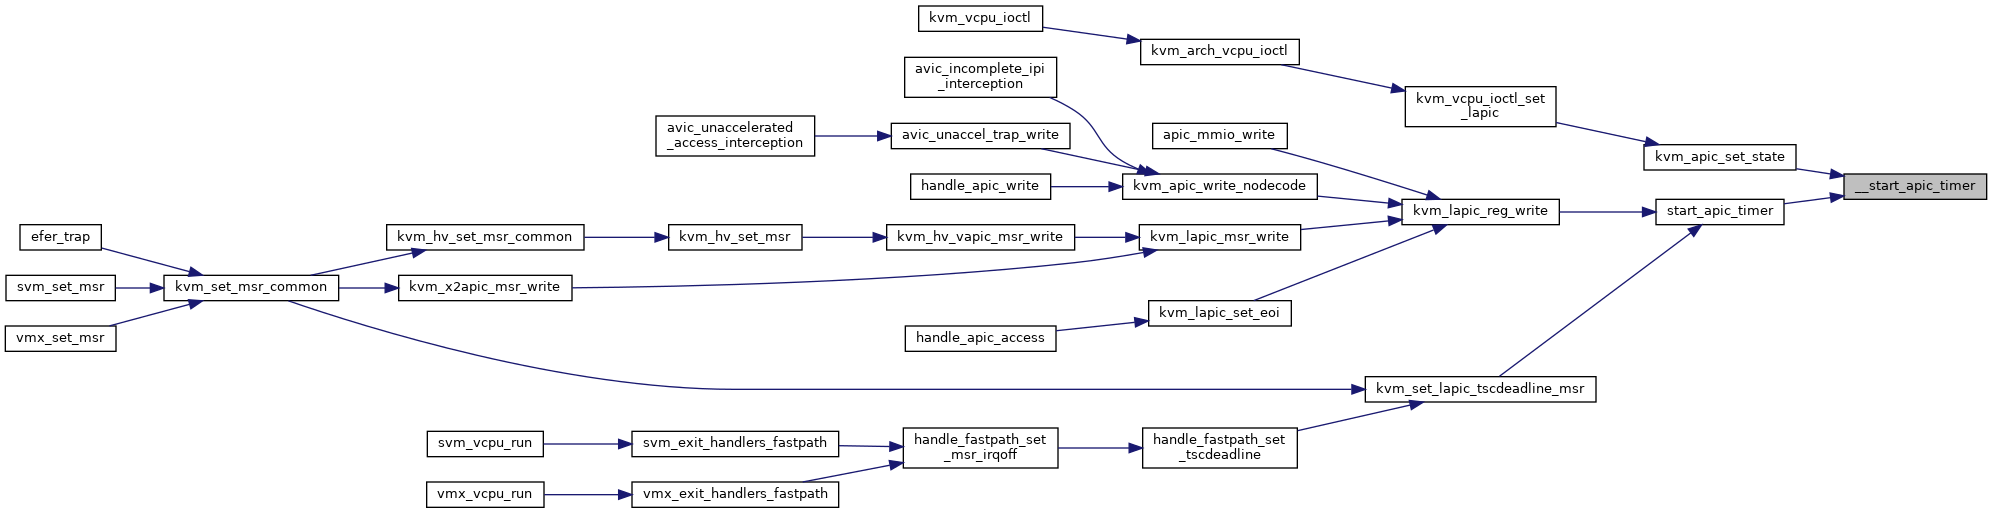 kvm_vcpu_ioctl
kvm_arch_vcpu_ioctl
avic_incomplete_ipi
_interception
kvm_vcpu_ioctl_set
_lapic
avic_unaccelerated
_access_interception
avic_unaccel_trap_write
apic_mmio_write
kvm_apic_set_state
handle_apic_write
kvm_apic_write_nodecode
__start_apic_timer
kvm_lapic_reg_write
start_apic_timer
efer_trap
kvm_hv_set_msr_common
kvm_hv_set_msr
kvm_hv_vapic_msr_write
kvm_lapic_msr_write
svm_set_msr
kvm_set_msr_common
kvm_x2apic_msr_write
kvm_lapic_set_eoi
vmx_set_msr
handle_apic_access
kvm_set_lapic_tscdeadline_msr
svm_vcpu_run
svm_exit_handlers_fastpath
handle_fastpath_set
_msr_irqoff
handle_fastpath_set
_tscdeadline
vmx_vcpu_run
vmx_exit_handlers_fastpath